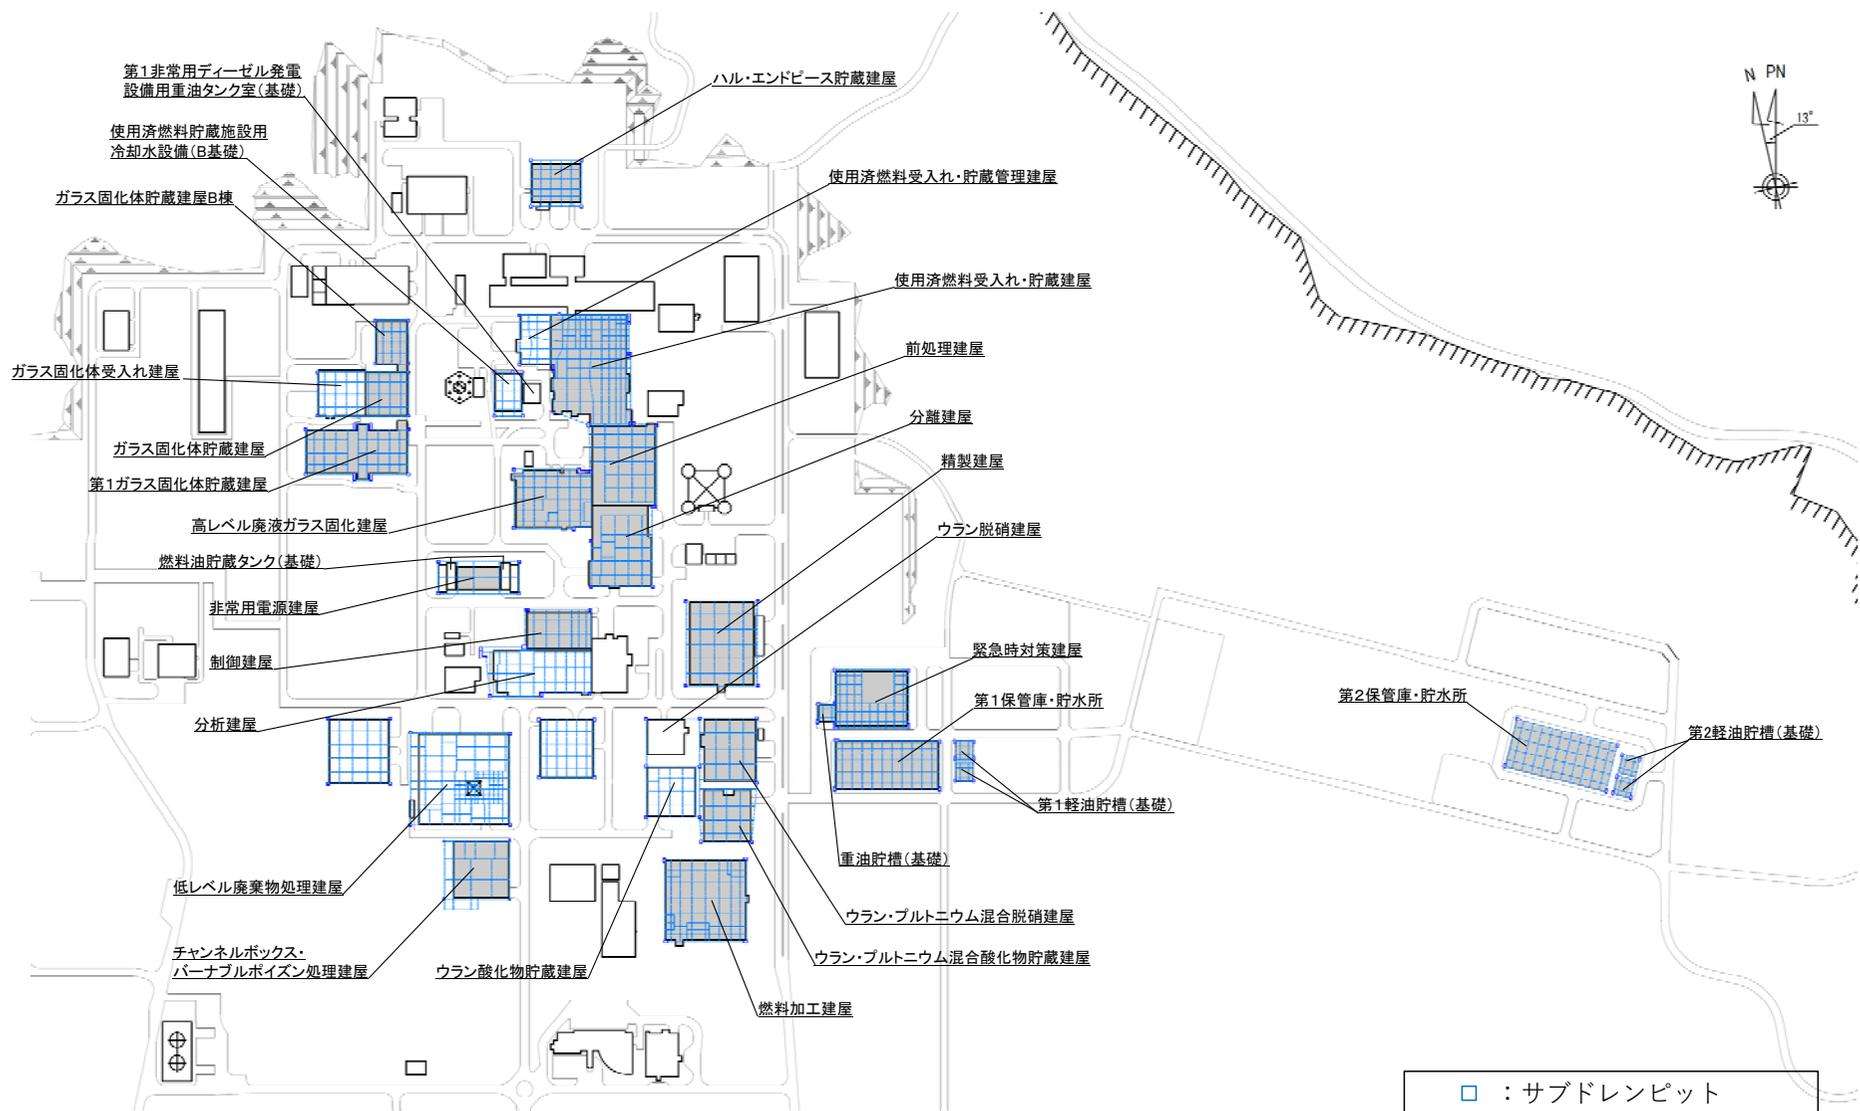 第1非常用ディーゼル発電
設備用重油タンク室(基礎)
ハル・エンドピース貯蔵建屋
N PN
13°
使用済燃料貯蔵施設用
冷却水設備(B基礎)
使用済燃料受入れ・貯蔵管理建屋
ガラス固化体貯蔵建屋B棟
使用済燃料受入れ・貯蔵建屋
前処理建屋
ガラス固化体受入れ建屋
分離建屋
ガラス固化体貯蔵建屋
精製建屋
第1ガラス固化体貯蔵建屋
高レベル廃液ガラス固化建屋
ウラン脱硝建屋
燃料油貯蔵タンク(基礎)
非常用電源建屋
制御建屋
緊急時対策建屋
第1保管庫・貯水所
第2保管庫・貯水所
分析建屋
第2軽油貯槽(基礎)
第1軽油貯槽(基礎)
重油貯槽(基礎)
低レベル廃棄物処理建屋
ウラン・プルトニウム混合脱硝建屋
チャンネルボックス・
バーナブルポイズン処理建屋
ウラン酸化物貯蔵建屋
ウラン・プルトニウム混合酸化物貯蔵建屋
燃料加工建屋
□ ：サブドレンピット